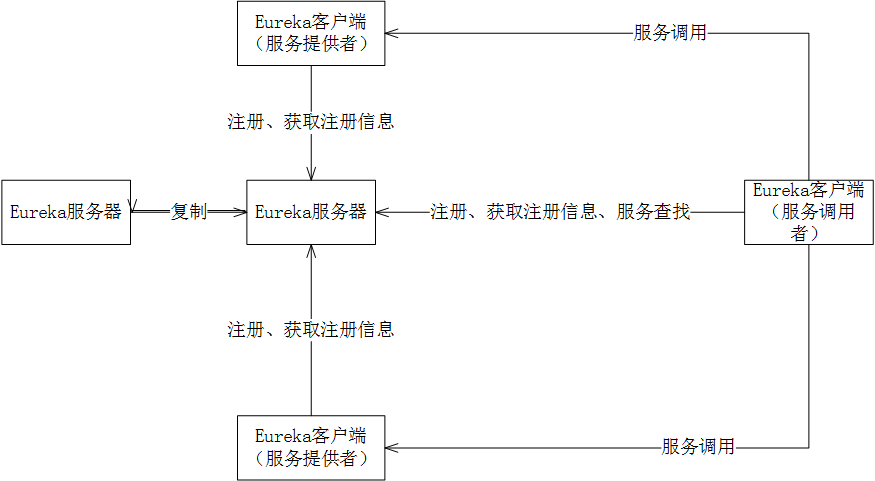 Eureka客户端
（服务提供者）
服务调用
注册、获取注册信息
Eureka服务器
复制
Eureka服务器
注册、获取注册信息、服务查找
Eureka客户端
（服务调用
者）
注册、获取注册信息
Eureka客户端
（服务提供者）
服务调用